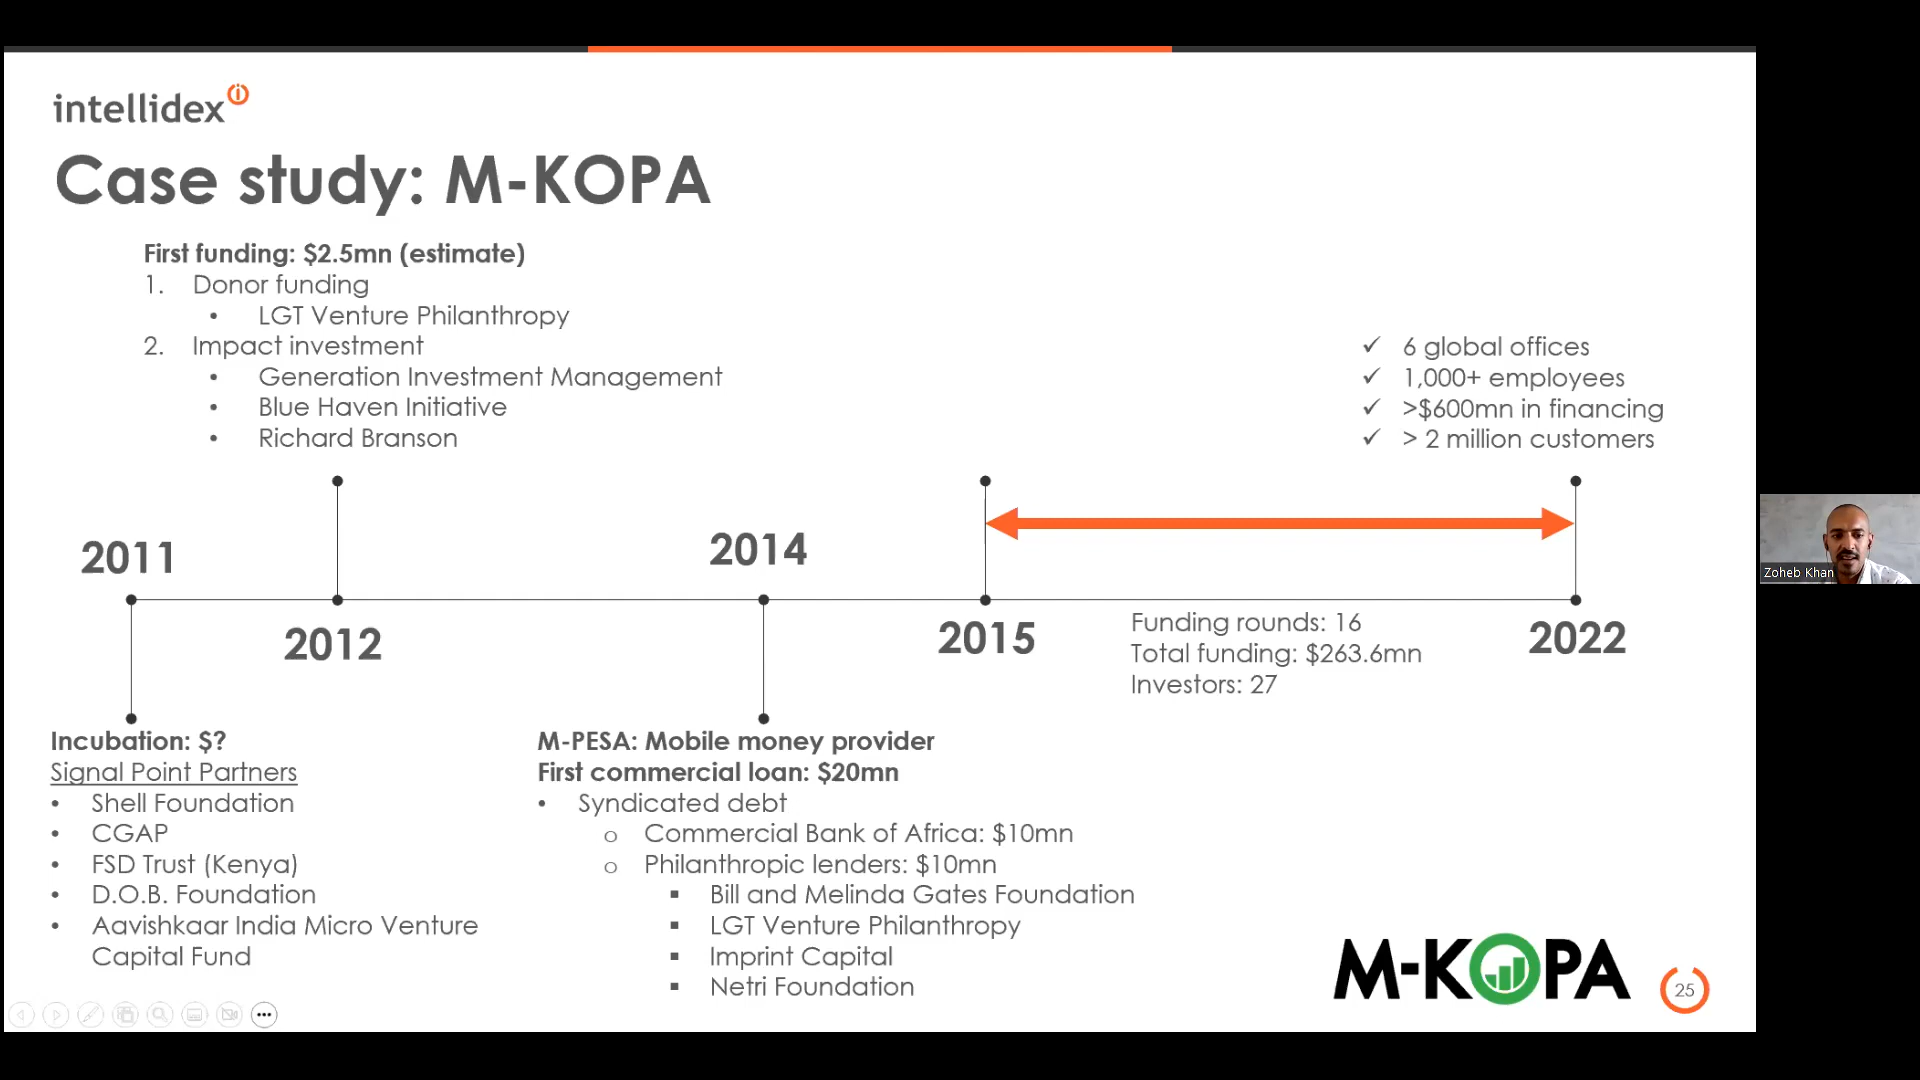 intellidex
Case study: M-KOPA
First funding: $2.5mn (estimate)
1. Donor funding
• LGT Venture Philanthropy
2. Impact investment
• Generation Investment Management
• Blue Haven Initiative
• Richard Branson
✓ 6 global offices
✓ 1,000+ employees
✓ >$600mn in financing
✓ > 2 million customers
2011
2012
2014
2015
2022
Funding rounds: 16
Total funding: $263.6mn
Investors: 27
Incubation: $?
Signal Point Partners
• Shell Foundation
• CGAP
• FSD Trust (Kenya)
• D.O.B. Foundation
• Aavishkaar India Micro Venture
Capital Fund
M-PESA: Mobile money provider
First commercial loan: $20mn
• Syndicated debt
o Commercial Bank of Africa: $10mn
o Philanthropic lenders: $10mn
▪ Bill and Melinda Gates Foundation
▪ LGT Venture Philanthropy
▪ Imprint Capital
▪ Netri Foundation
M-KOPA
25
Zoheb Khan